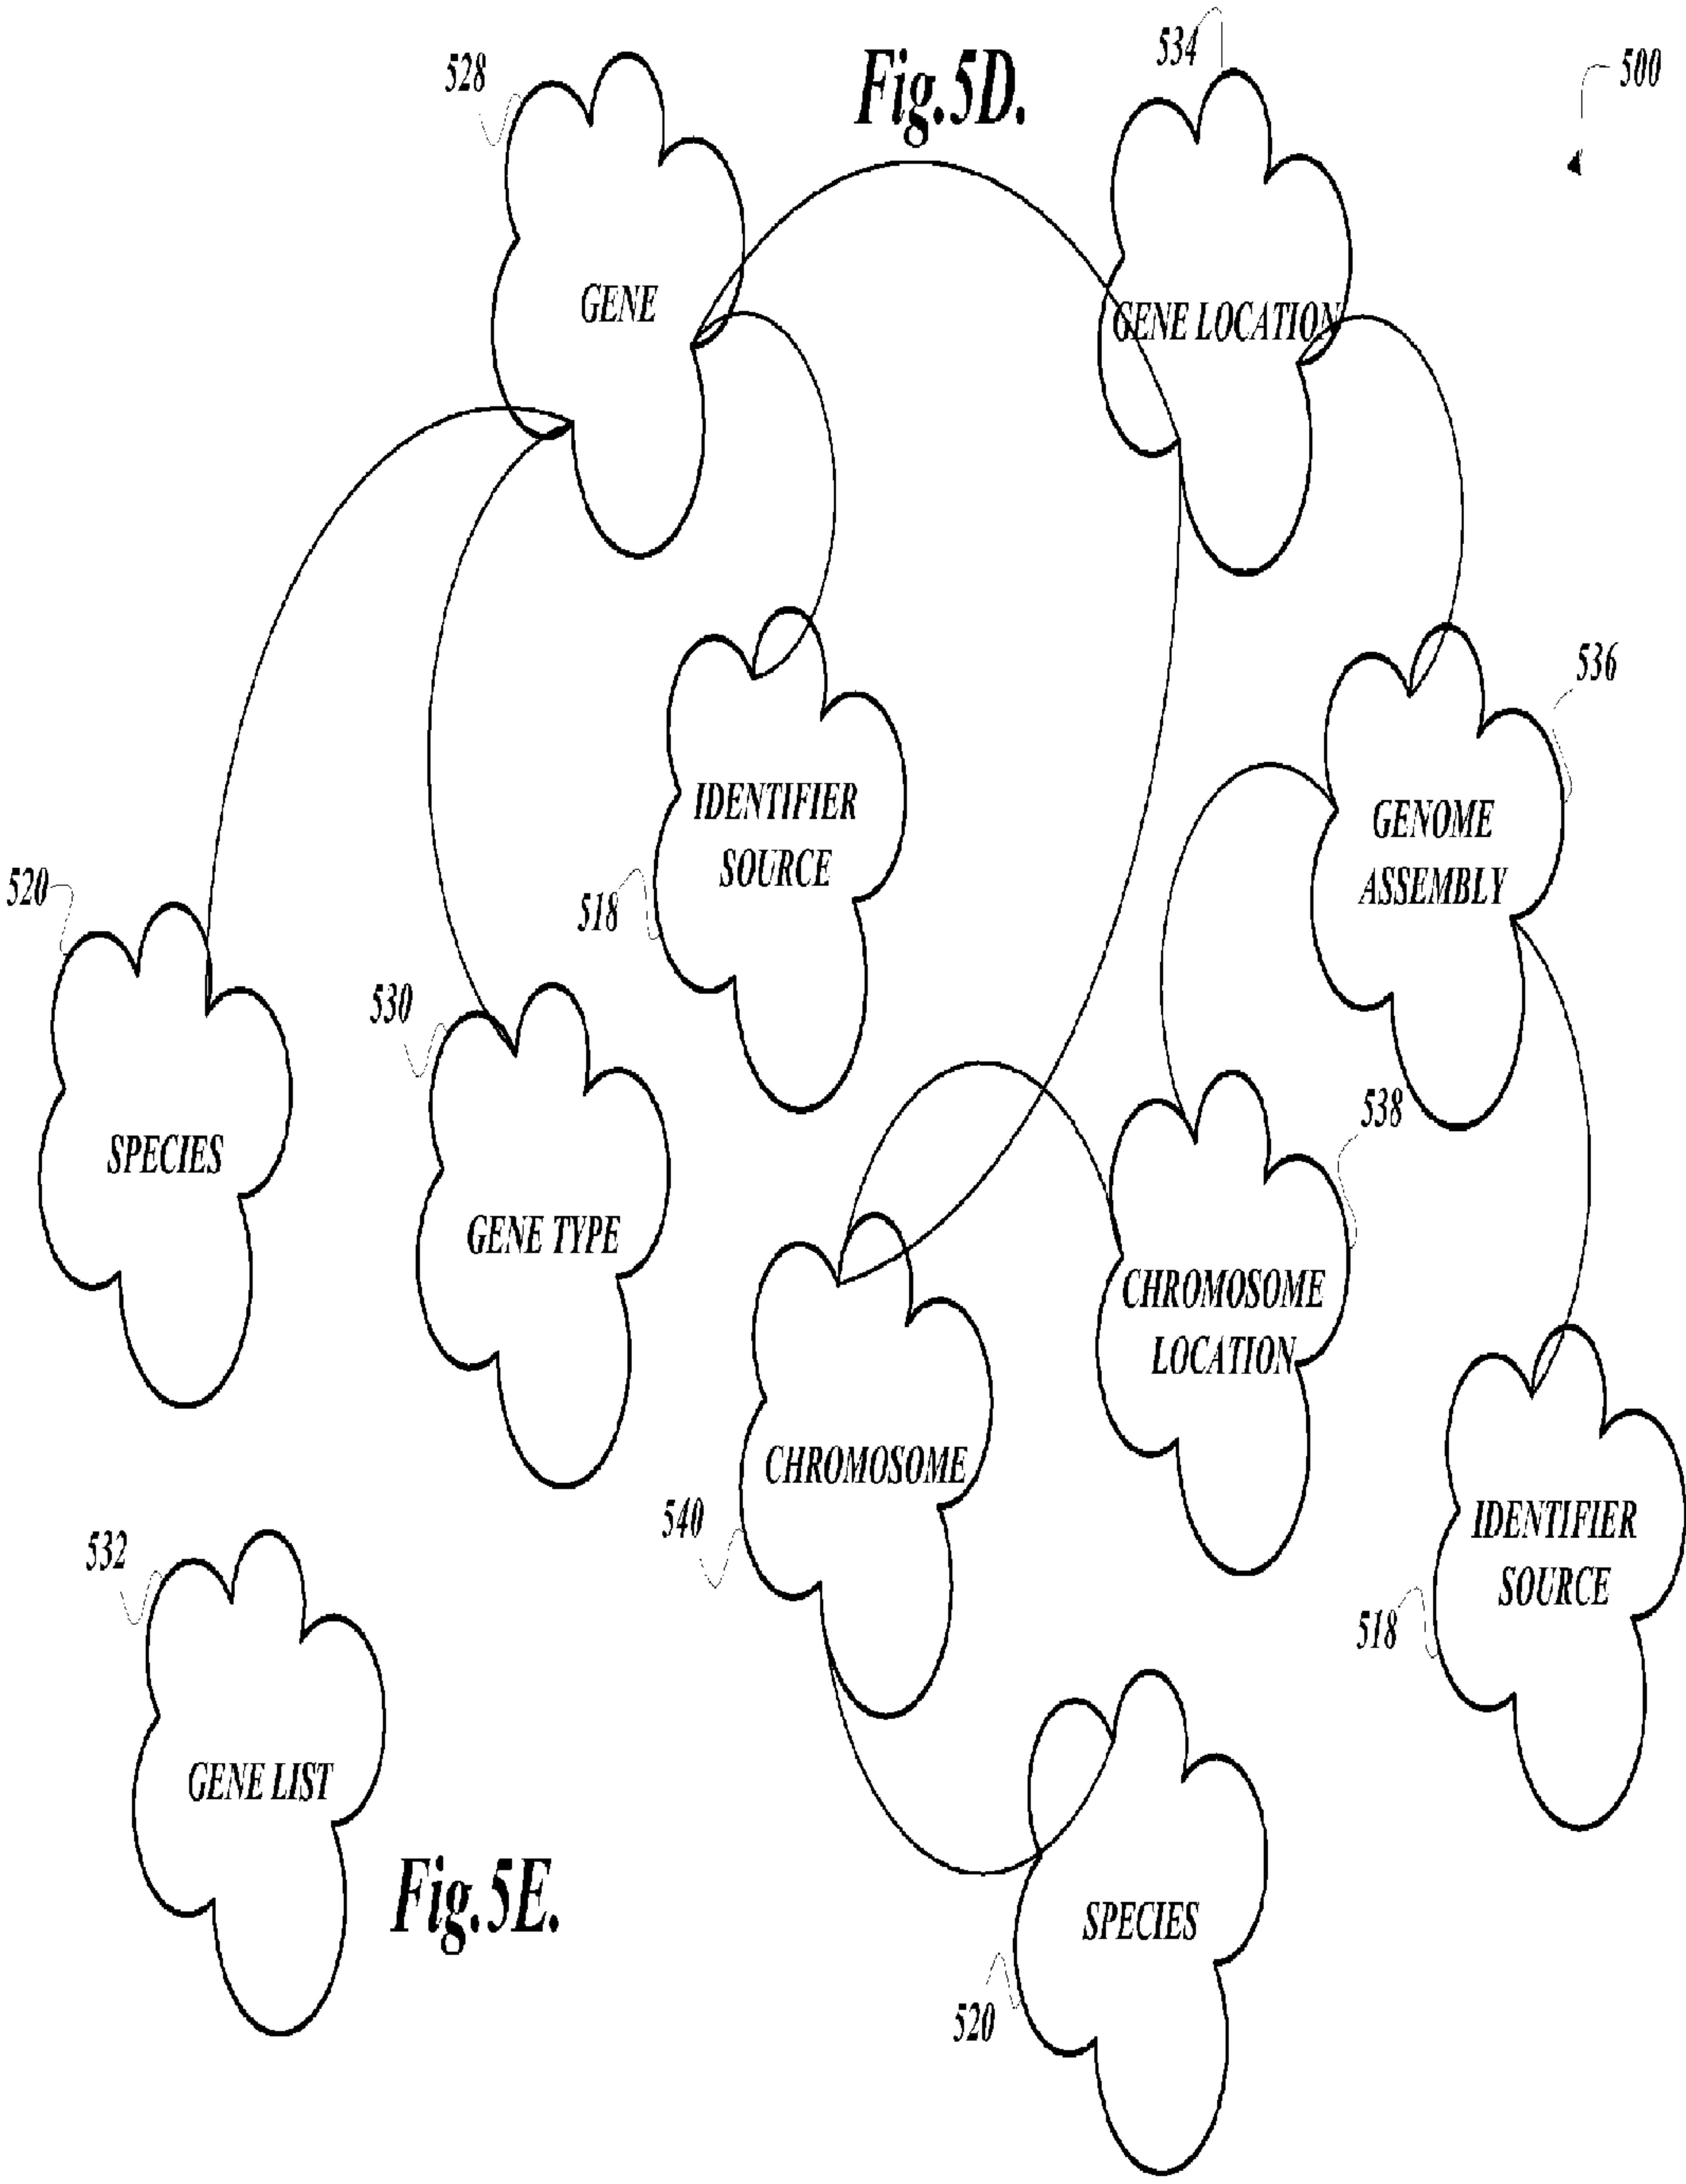 534
500
528
Fig.5D.
GENE
GENE LOCATION
536
IDENTIFIER
SOURCE
518
GENOME
ASSEMBLY
520
530
538
SPECIES
GENE TYPE
CHROMOSOME
LOCATION
CHROMOSOME
540
IDENTIFIER
SOURCE
518
532
GENE LIST
Fig.5E.
SPECIES
520